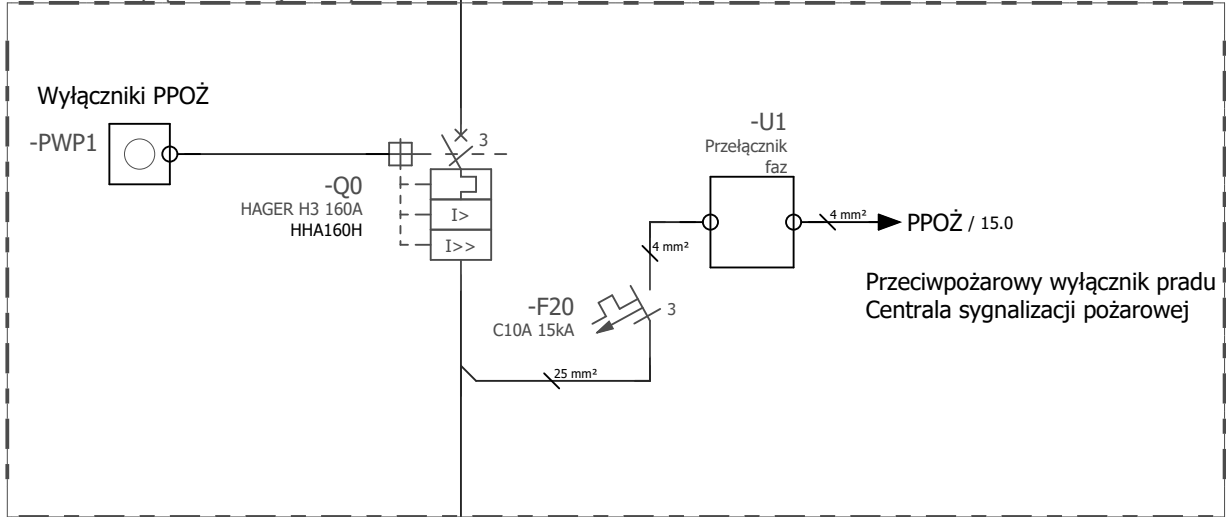 Wyłączniki PPOŻ
-PWP1
3
-Q0
HAGER H3 160A
HHA160H
I>
I>>
-U1
Przełącznik
faz
4 mm²
PPOŻ / 15.0
4 mm²
Przeciwpożarowy wyłącznik pradu
Centrala sygnalizacji pożarowej
-F20
C10A 15kA
3
25 mm²